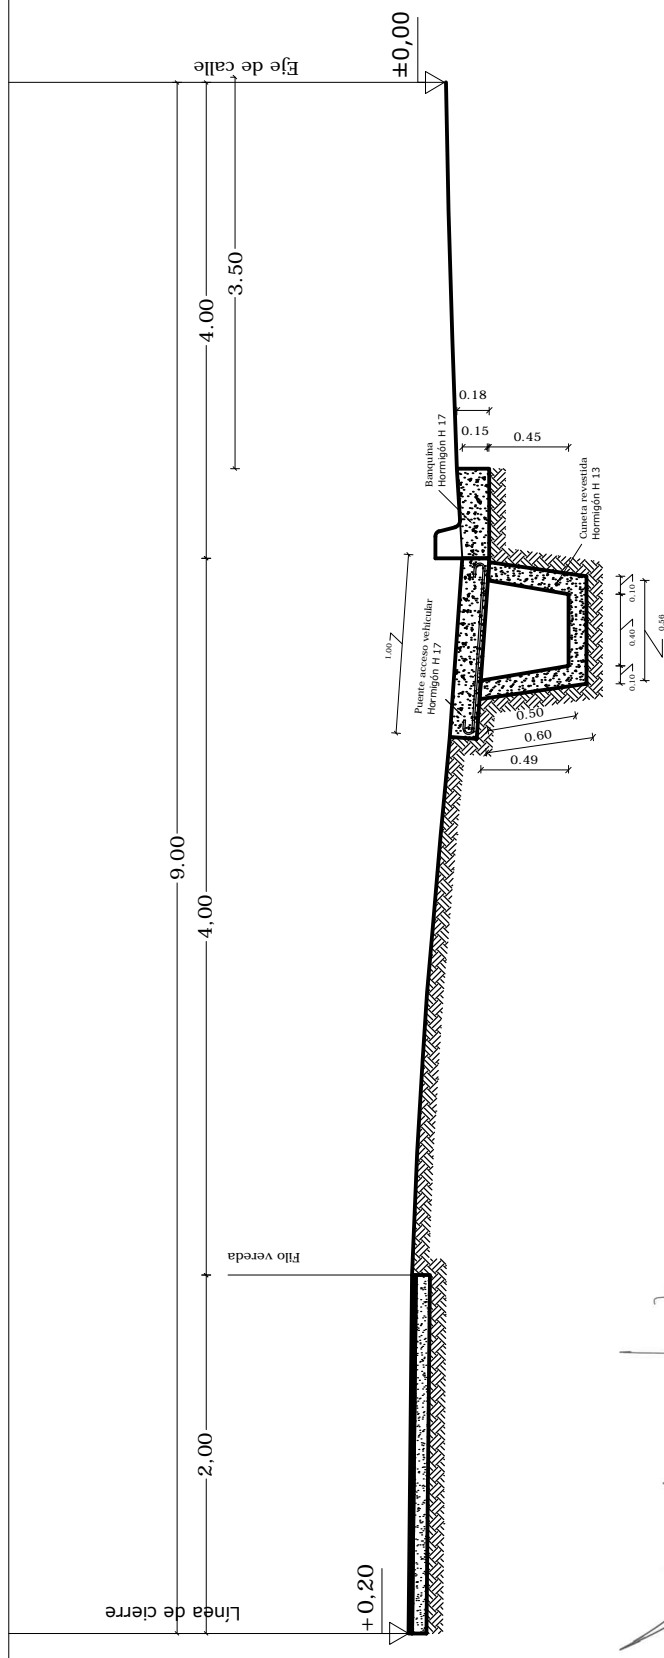 Eje de calle
±0,00
9.00
4.00
3.50
0.18
0.15
0.45
Banquina
Hormigón H 17
Cuneta revestida
Hormigón H 13
1.00
Puente acceso vehicular
Hormigón H 17
0.10
0.40
0.10
0.56
0.50
0.60
0.49
4,00
Filo vereda
2,00
Línea de cierre
+0,20